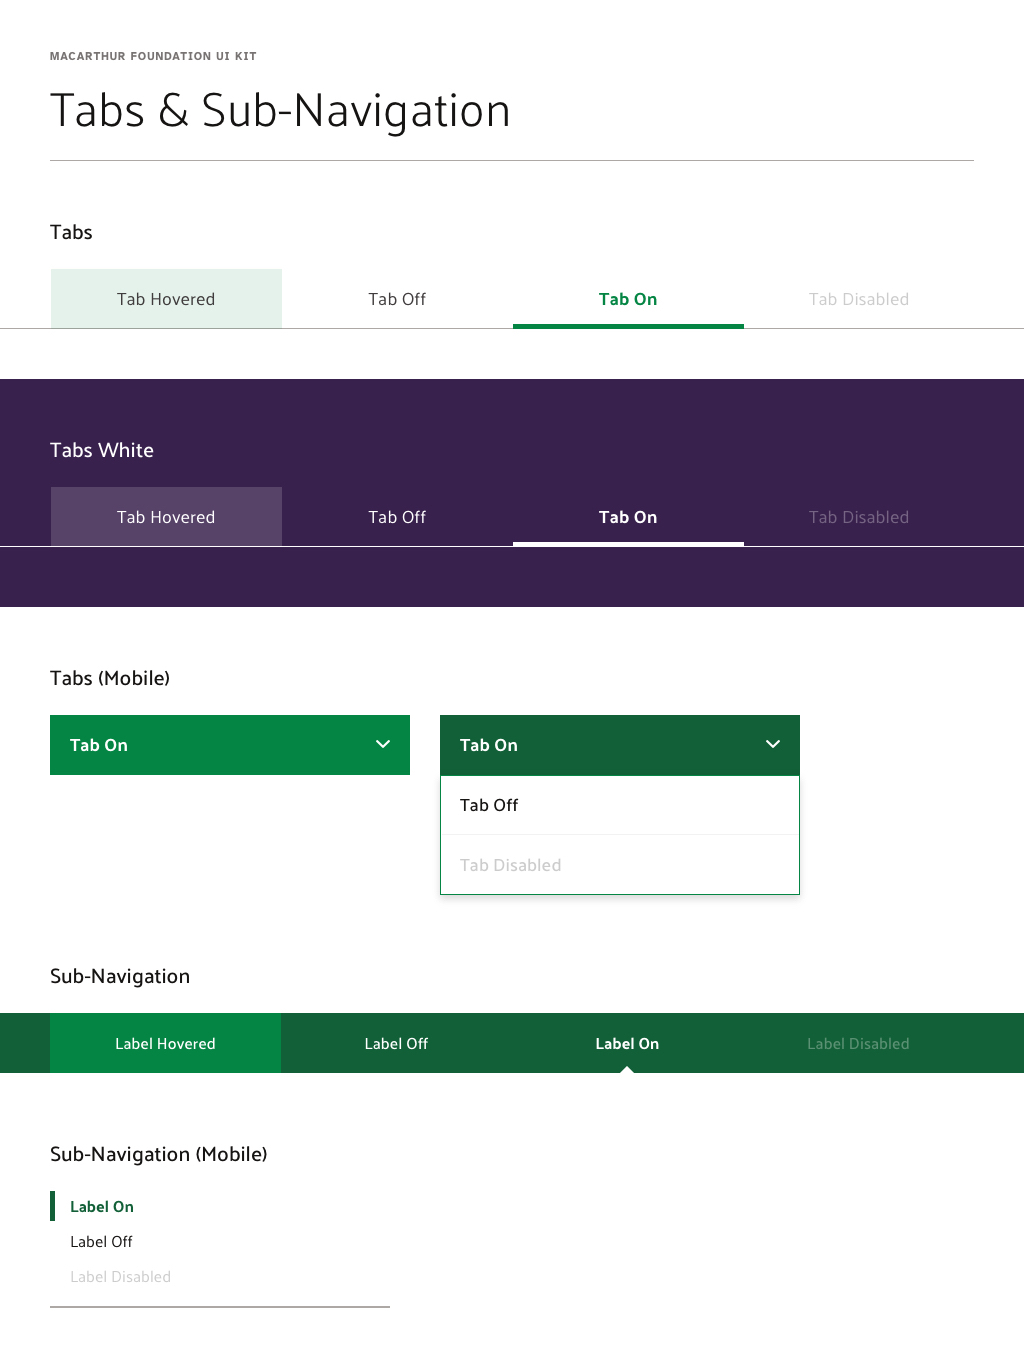 MACARTHUR FOUNDATION UI KIT
Tabs & Sub-Navigation
Tabs
Tab Hovered Tab Off Tab On Tab Disabled
Tabs White
Tab Hovered Tab Off Tab On Tab Disabled
Tabs (Mobile)
Tab On Tab On
Tab Off
Tab Disabled
Sub-Navigation
Label Hovered Label Off Label On Label Disabled
Sub-Navigation (Mobile)
Label On
Label Off
Label Disabled